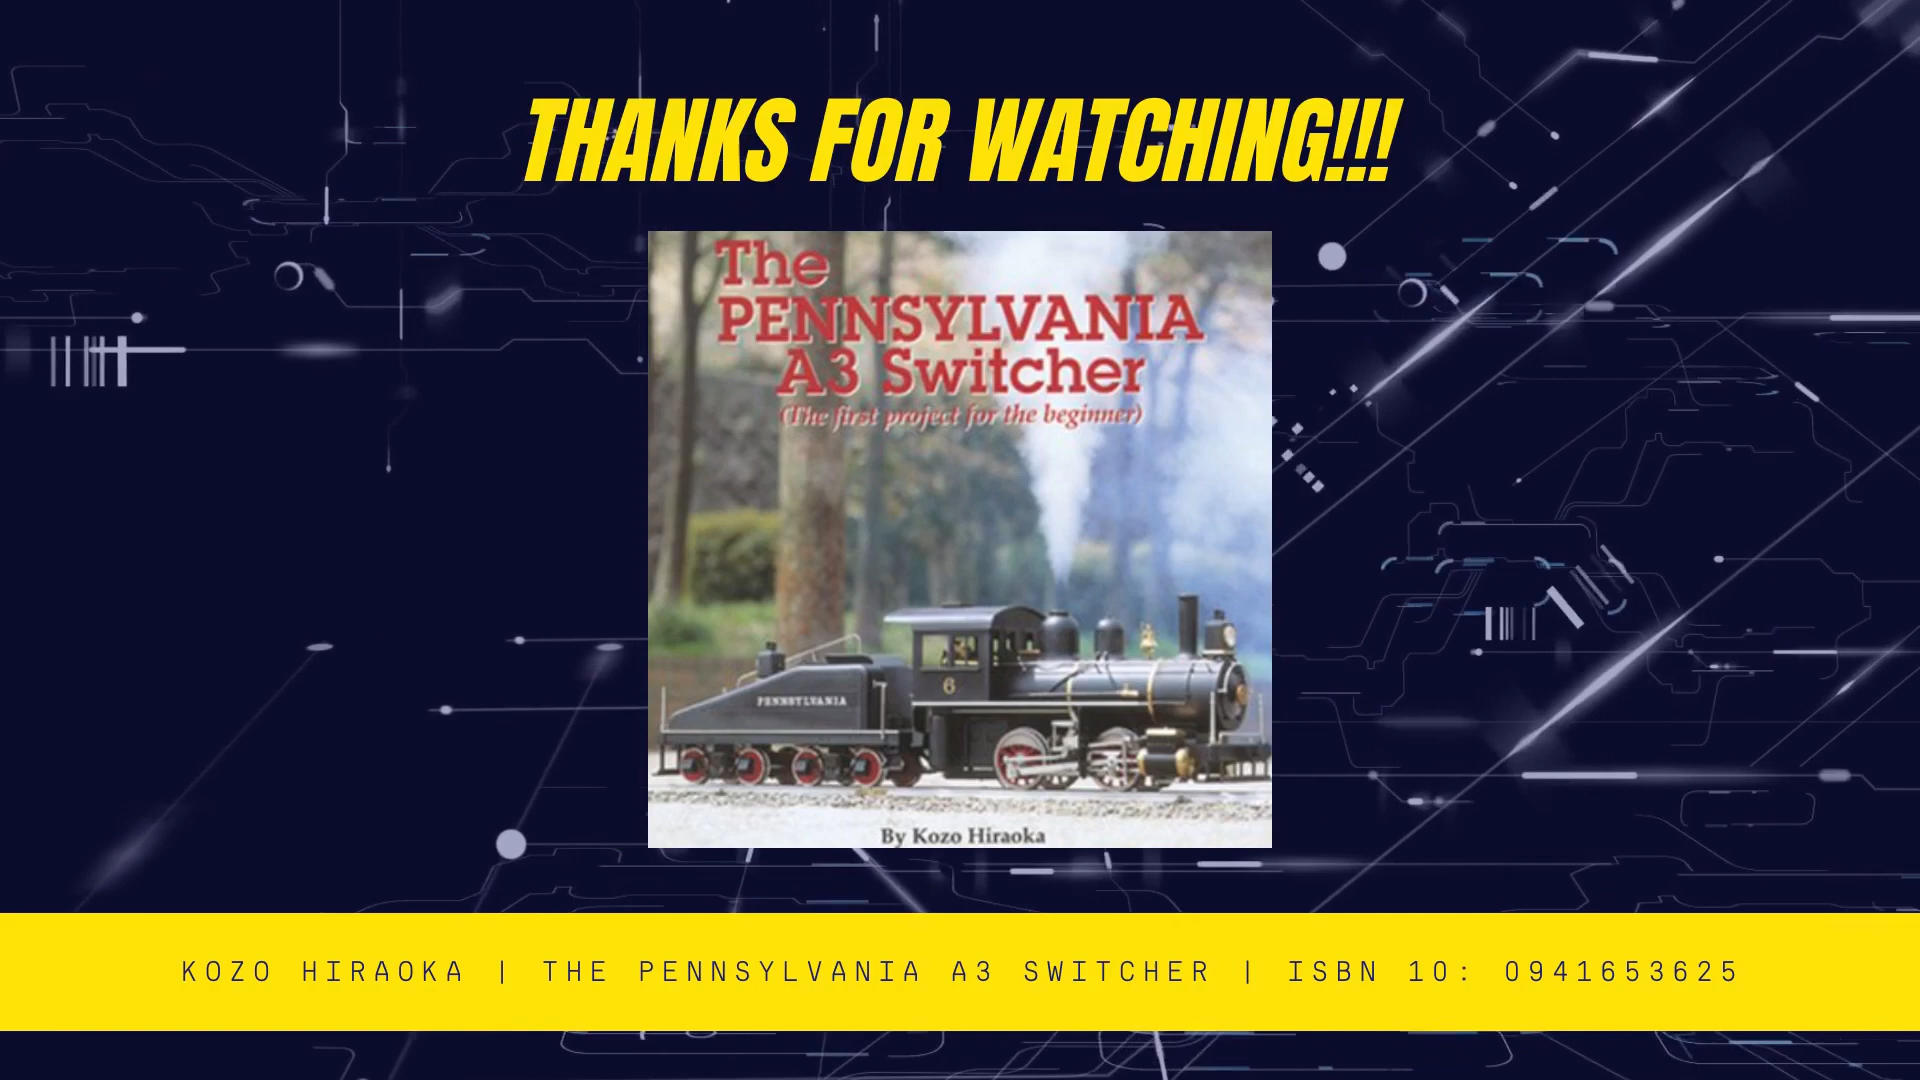 THANKS FOR WATCHING!!!
The
PENNSYLVANIA
A3 Switcher
(The first project for the beginner)
6
PENNSYLVANIA
By Kozo Hiraoka
KOZO HIRAOKA | THE PENNSYLVANIA A3 SWITCHER | ISBN 10: 0941653625